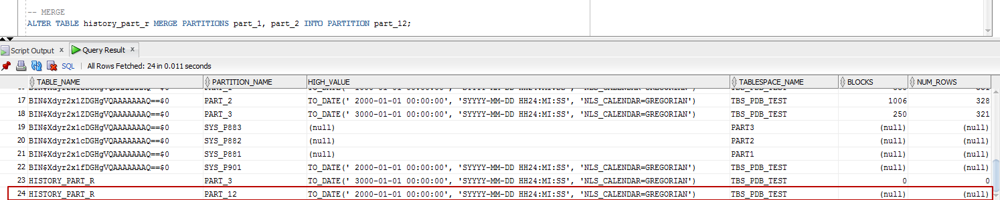 -- MERGE
ALTER TABLE history_part_r MERGE PARTITIONS part_1, part_2 INTO PARTITION part_12;
Script Output x Query Result x
SQL | All Rows Fetched: 24 in 0.011 seconds
TABLE_NAME PARTITION_NAME HIGH_VALUE TABLESPACE_NAME BLOCKS NUM_ROWS
17 BIN$Xdyr2x1ZDGHgVQAAAAAAAQ==$0 PART_2 TO_DATE(' 2000-01-01 00:00:00', 'SYYYY-MM-DD HH24:MI:SS', 'NLS_CALENDAR=GREGORIAN') TBS_PDB_TEST 1006 328
18 BIN$Xdyr2x1ZDGHgVQAAAAAAAQ==$0 PART_3 TO_DATE(' 3000-01-01 00:00:00', 'SYYYY-MM-DD HH24:MI:SS', 'NLS_CALENDAR=GREGORIAN') TBS_PDB_TEST 250 321
19 BIN$Xdyr2x1cDGHgVQAAAAAAAQ==$0 SYS_P883 (null) PART3 (null) (null)
20 BIN$Xdyr2x1cDGHgVQAAAAAAAQ==$0 SYS_P882 (null) PART2 (null) (null)
21 BIN$Xdyr2x1cDGHgVQAAAAAAAQ==$0 SYS_P881 (null) PART1 (null) (null)
22 BIN$Xdyr2x1fDGHgVQAAAAAAAQ==$0 SYS_P901 TO_DATE(' 2000-01-01 00:00:00', 'SYYYY-MM-DD HH24:MI:SS', 'NLS_CALENDAR=GREGORIAN') TBS_PDB_TEST (null) (null)
23 HISTORY_PART_R PART_3 TO_DATE(' 3000-01-01 00:00:00', 'SYYYY-MM-DD HH24:MI:SS', 'NLS_CALENDAR=GREGORIAN') TBS_PDB_TEST 0 0
24 HISTORY_PART_R PART_12 TO_DATE(' 2000-01-01 00:00:00', 'SYYYY-MM-DD HH24:MI:SS', 'NLS_CALENDAR=GREGORIAN') TBS_PDB_TEST (null) (null)